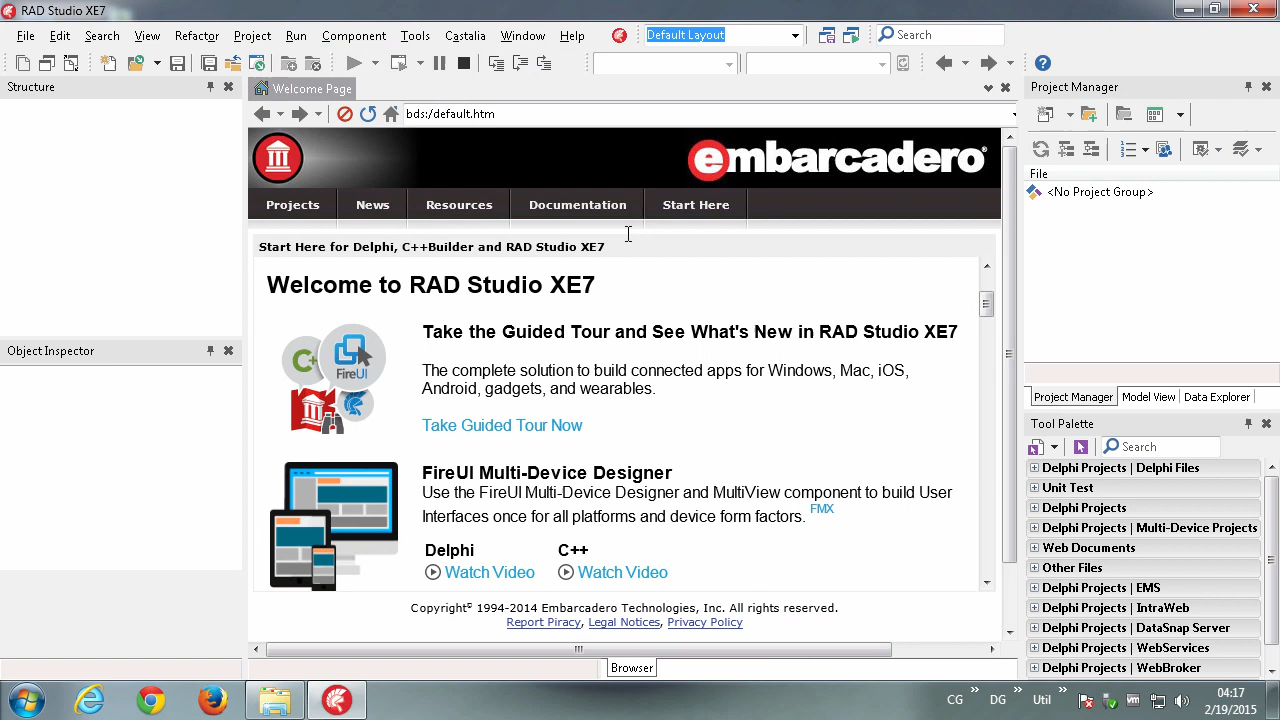 RAD Studio XE7
File Edit Search View Refactor Project Run Component Tools Castalia Window Help Default Layout Search
Structure
Welcome Page
Project Manager
bds:/default.htm
embarcadero®
Projects News Resources Documentation Start Here
File
<No Project Group>
Start Here for Delphi, C++Builder and RAD Studio XE7
Welcome to RAD Studio XE7
C+
FireUI
Take the Guided Tour and See What's New in RAD Studio XE7
The complete solution to build connected apps for Windows, Mac, iOS,
Android, gadgets, and wearables.
Take Guided Tour Now
FireUI Multi-Device Designer
Use the FireUI Multi-Device Designer and MultiView component to build User
Interfaces once for all platforms and device form factors. FMX
Delphi C++
Watch Video Watch Video
Copyright© 1994-2014 Embarcadero Technologies, Inc. All rights reserved.
Report Piracy, Legal Notices, Privacy Policy
Browser
Object Inspector
Project Manager Model View Data Explorer
Tool Palette
Search
Delphi Projects | Delphi Files
Unit Test
Delphi Projects
Delphi Projects | Multi-Device Projects
Web Documents
Other Files
Delphi Projects | EMS
Delphi Projects | IntraWeb
Delphi Projects | DataSnap Server
Delphi Projects | WebServices
Delphi Projects | WebBroker
CG » DG » Util »
04:17
2/19/2015